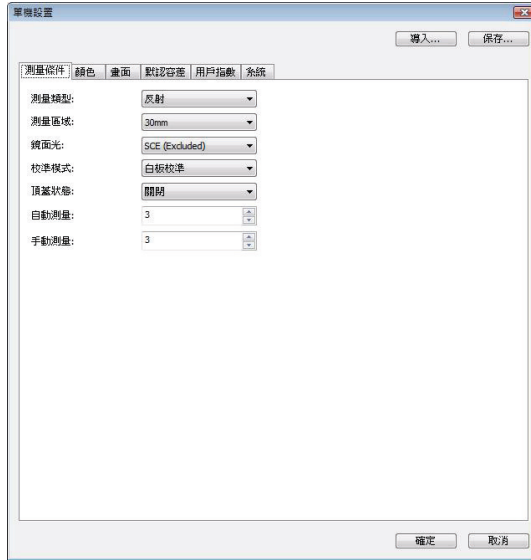 單機設置
導入... 保存...
測量條件 顏色 畫面 默認容差 用戶指數 系統
測量類型: 反射
測量區域: 30mm
鏡面光: SCE (Excluded)
校準模式: 白板校準
頂蓋狀態: 關閉
自動測量: 3
手動測量: 3
確定 取消